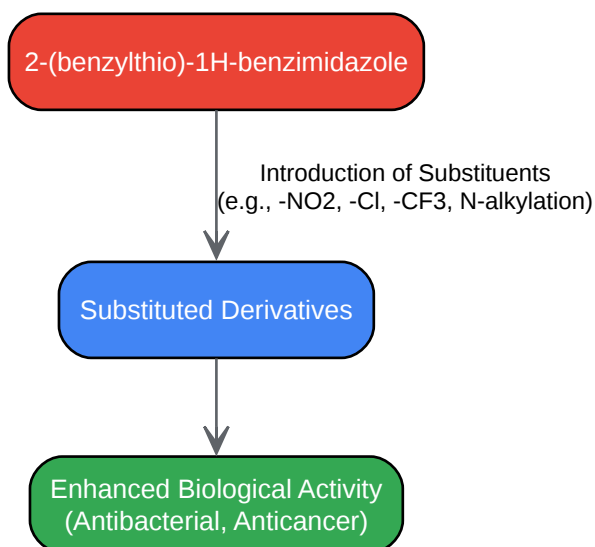 2-(benzylthio)-1H-benzimidazole
Introduction of Substituents
(e.g., -NO2, -Cl, -CF3, N-alkylation)
Substituted Derivatives
Enhanced Biological Activity
(Antibacterial, Anticancer)